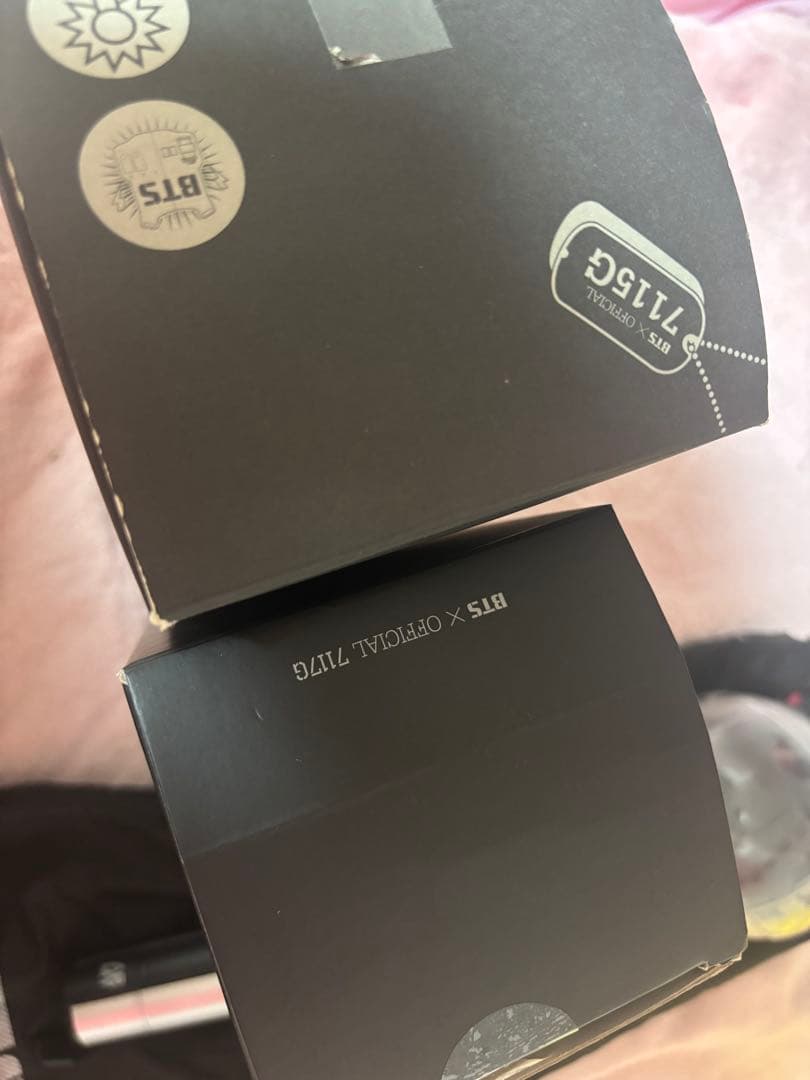 BTS
BTS × OFFICIAL
7115G
BTS × OFFICIAL 7117G